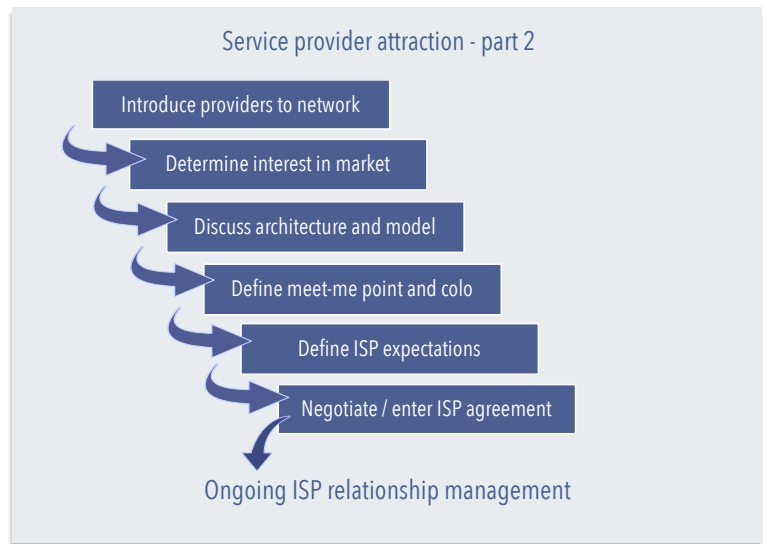 Service provider attraction - part 2
Introduce providers to network
Determine interest in market
Discuss architecture and model
Define meet-me point and colo
Define ISP expectations
Negotiate / enter ISP agreement
Ongoing ISP relationship management